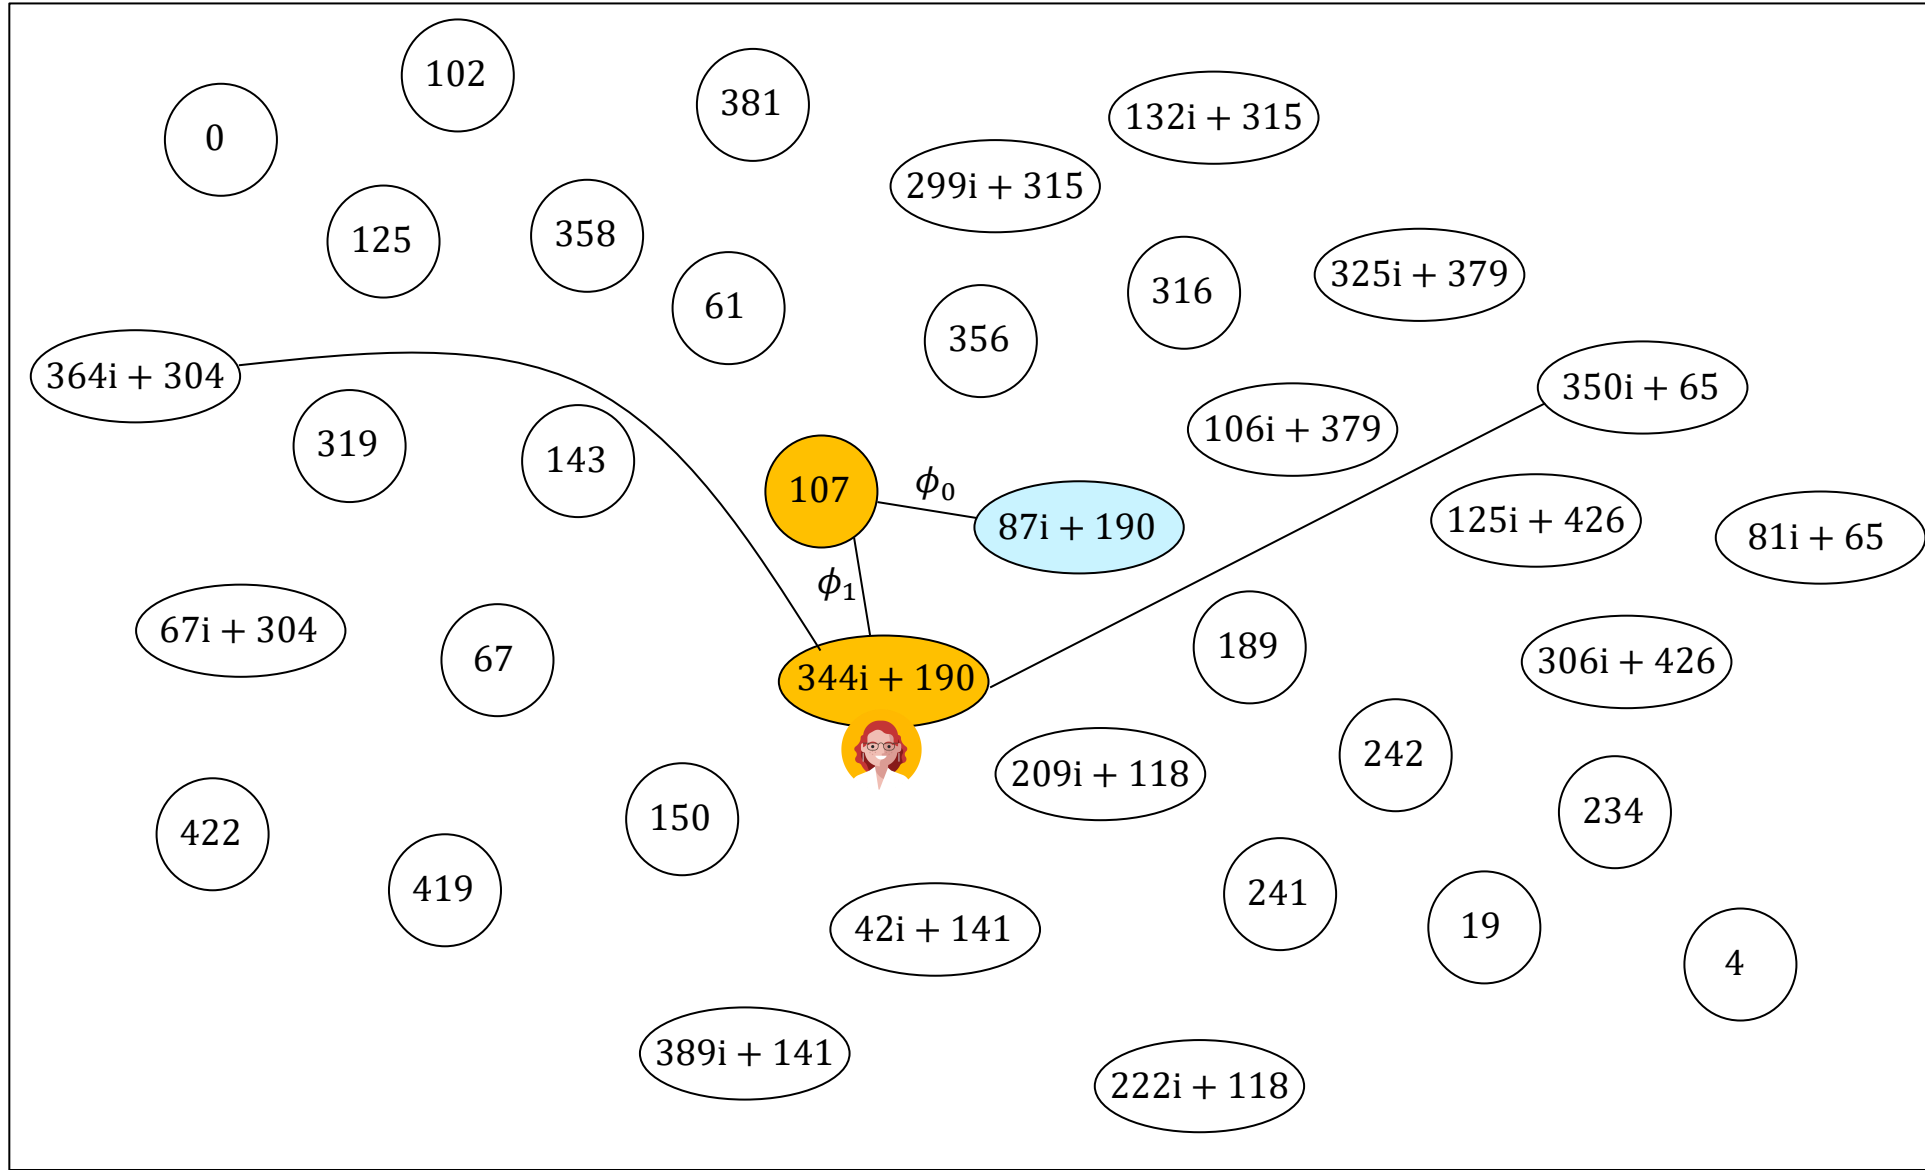 102
381
132i + 315
0
299i + 315
125
358
325i + 379
316
61
356
364i + 304
350i + 65
106i + 379
319
143
107
ϕ₀
87i + 190
125i + 426
81i + 65
ϕ₁
67i + 304
67
189
306i + 426
344i + 190
242
209i + 118
234
150
422
419
241
42i + 141
19
4
389i + 141
222i + 118